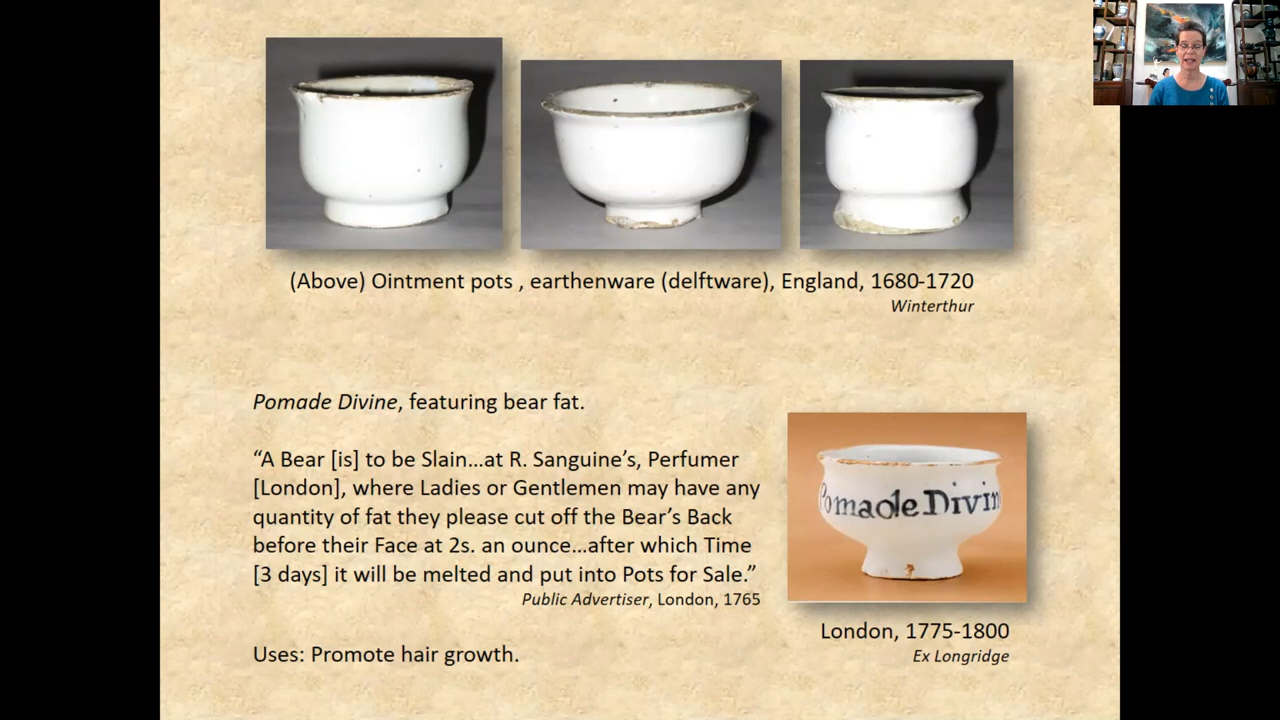 (Above) Ointment pots , earthenware (delftware), England, 1680-1720
Winterthur
Pomade Divine, featuring bear fat.
“A Bear [is] to be Slain…at R. Sanguine’s, Perfumer
[London], where Ladies or Gentlemen may have any
quantity of fat they please cut off the Bear’s Back
before their Face at 2s. an ounce…after which Time
[3 days] it will be melted and put into Pots for Sale.”
Public Advertiser, London, 1765
Uses: Promote hair growth.
Pomade Divin
London, 1775-1800
Ex Longridge